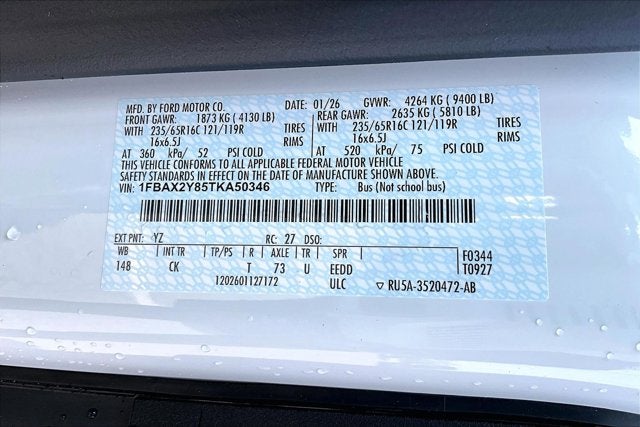 MFD. BY FORD MOTOR CO. DATE: 01/26 GVWR: 4264 KG ( 9400 LB)
FRONT GAWR: 1873 KG ( 4130 LB) REAR GAWR: 2635 KG ( 5810 LB)
WITH 235/65R16C 121/119R TIRES WITH 235/65R16C 121/119R TIRES
16x6.5J RIMS 16x6.5J RIMS
AT 360 kPa/ 52 PSI COLD AT 520 kPa/ 75 PSI COLD
THIS VEHICLE CONFORMS TO ALL APPLICABLE FEDERAL MOTOR VEHICLE
SAFETY STANDARDS IN EFFECT ON THE DATE OF MANUFACTURE SHOWN ABOVE.
VIN: 1FBAX2Y85TKA50346 TYPE: Bus (Not school bus)
EXT PNT: YZ RC: 27 DSO:
WB INT TR TP/PS R AXLE TR SPR F0344
148 CK T 73 U EEDD T0927
1202601127172 ULC ▽ RU5A-3520472-AB